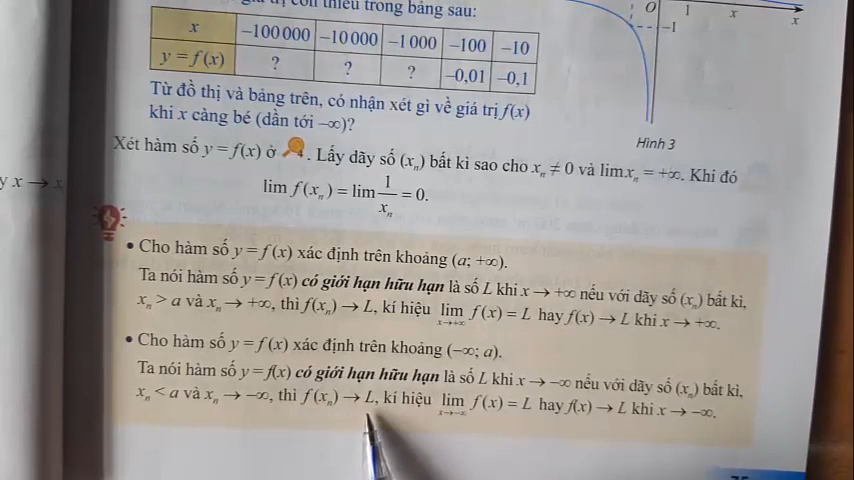 trong bảng sau:
x −100 000 −10 000 −1 000 −100 −10
y = f(x) ? ? ? −0,01 −0,1
O 1 x x
−1
Từ đồ thị và bảng trên, có nhận xét gì về giá trị f(x)
khi x càng bé (dần tới −∞)?
Hình 3
Xét hàm số y = f(x) ở . Lấy dãy số (xₙ) bất kì sao cho xₙ ≠ 0 và lim xₙ = +∞. Khi đó
lim f(xₙ) = lim 1/xₙ = 0.
y x →
• Cho hàm số y = f(x) xác định trên khoảng (a; +∞).
Ta nói hàm số y = f(x) có giới hạn hữu hạn là số L khi x → +∞ nếu với dãy số (xₙ) bất kì,
xₙ > a và xₙ → +∞, thì f(xₙ) → L, kí hiệu lim x→+∞ f(x) = L hay f(x) → L khi x → +∞.
• Cho hàm số y = f(x) xác định trên khoảng (−∞; a).
Ta nói hàm số y = f(x) có giới hạn hữu hạn là số L khi x → −∞ nếu với dãy số (xₙ) bất kì,
xₙ < a và xₙ → −∞, thì f(xₙ) → L, kí hiệu lim x→−∞ f(x) = L hay f(x) → L khi x → −∞.